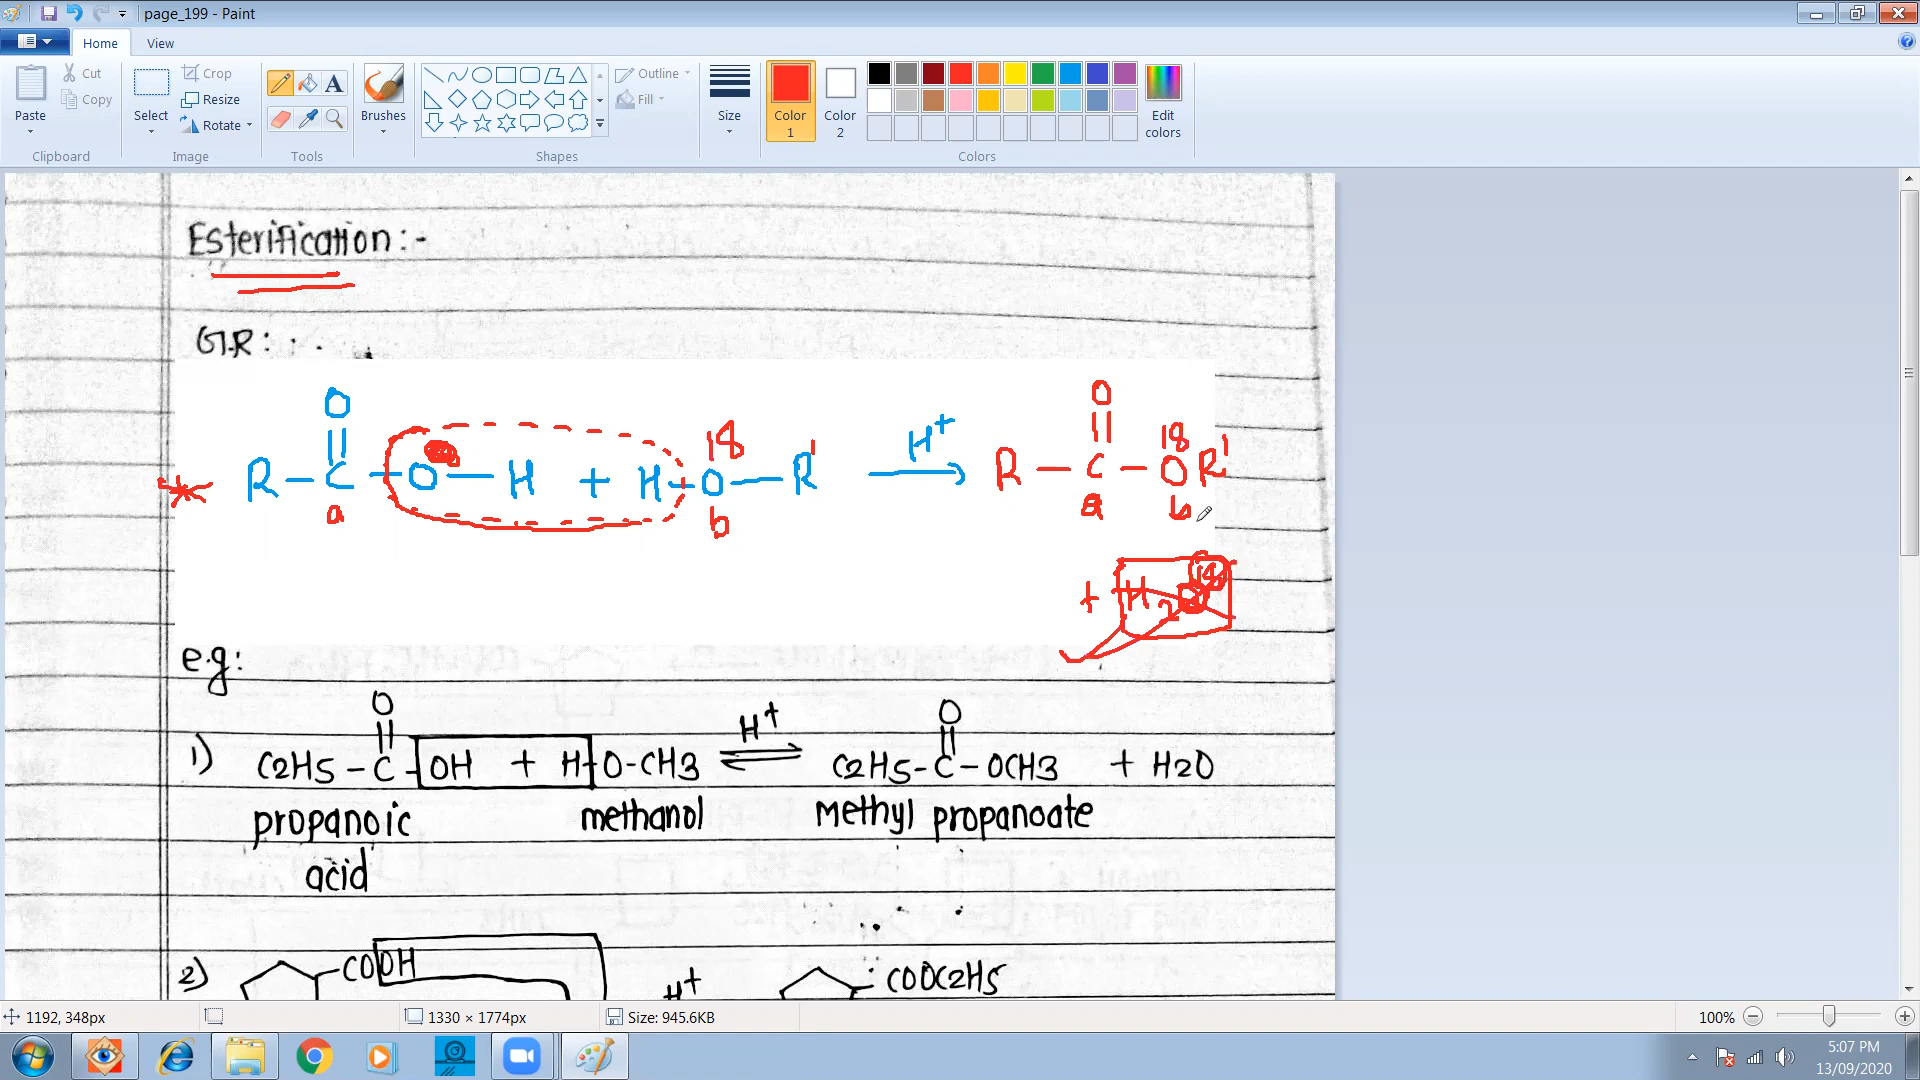 page_199 - Paint
Home View
Paste Cut Copy
Select Crop Resize Rotate
Brushes
Outline Fill
Size
Color 1 Color 2
Edit colors
Clipboard Image Tools Shapes Colors
Esterification:-
G.R:
O O
18 18
R-C-O-H + H-O-R' H+ R-C-OR'
a b a b
+ H2O 18
e.g:
O O
1) C2H5-C-OH + H-O-CH3 H+ C2H5-C-OCH3 + H2O
propanoic acid methanol Methyl propanoate
2) COOH H+ COOC2H5
1192, 348px 1330 × 1774px Size: 945.6KB 100%
5:07 PM
13/09/2020